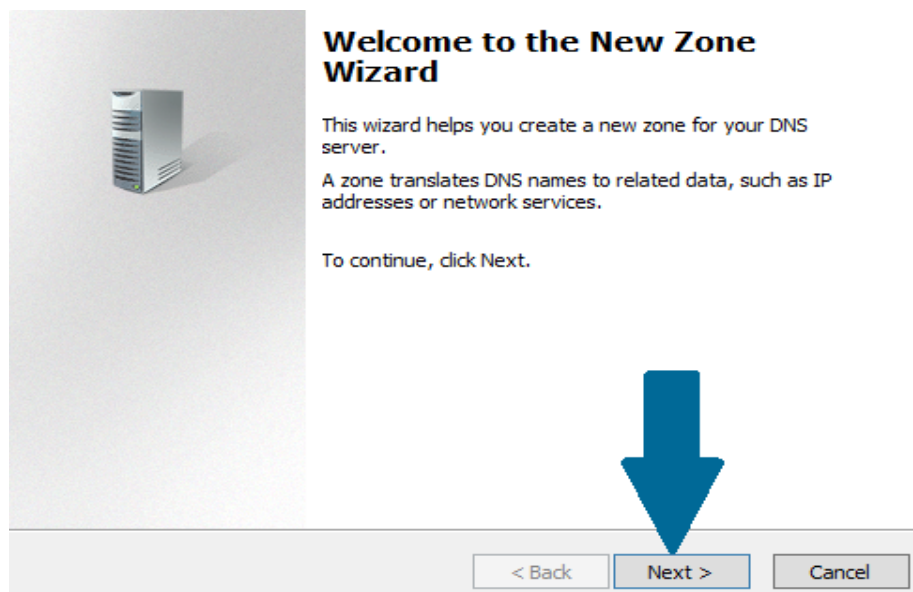 Welcome to the New Zone
Wizard
This wizard helps you create a new zone for your DNS
server.
A zone translates DNS names to related data, such as IP
addresses or network services.
To continue, click Next.
< Back
Next >
Cancel